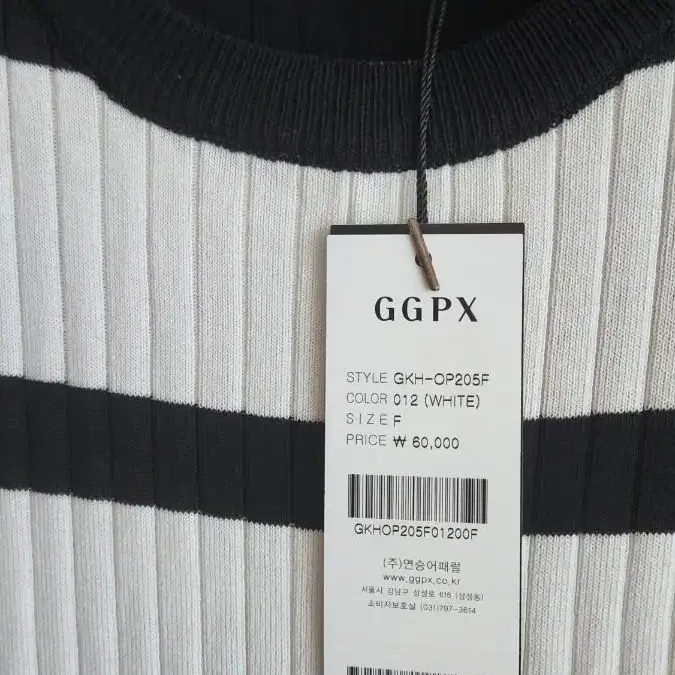 GGPX
STYLE GKH-OP205F
COLOR 012 (WHITE)
SIZE F
PRICE ₩ 60,000
GKHOP205F01200F
(주)연승어패럴
www.ggpx.co.kr
서울시 강남구 삼성로 616 (삼성동)
소비자보호실 (031)797-3614